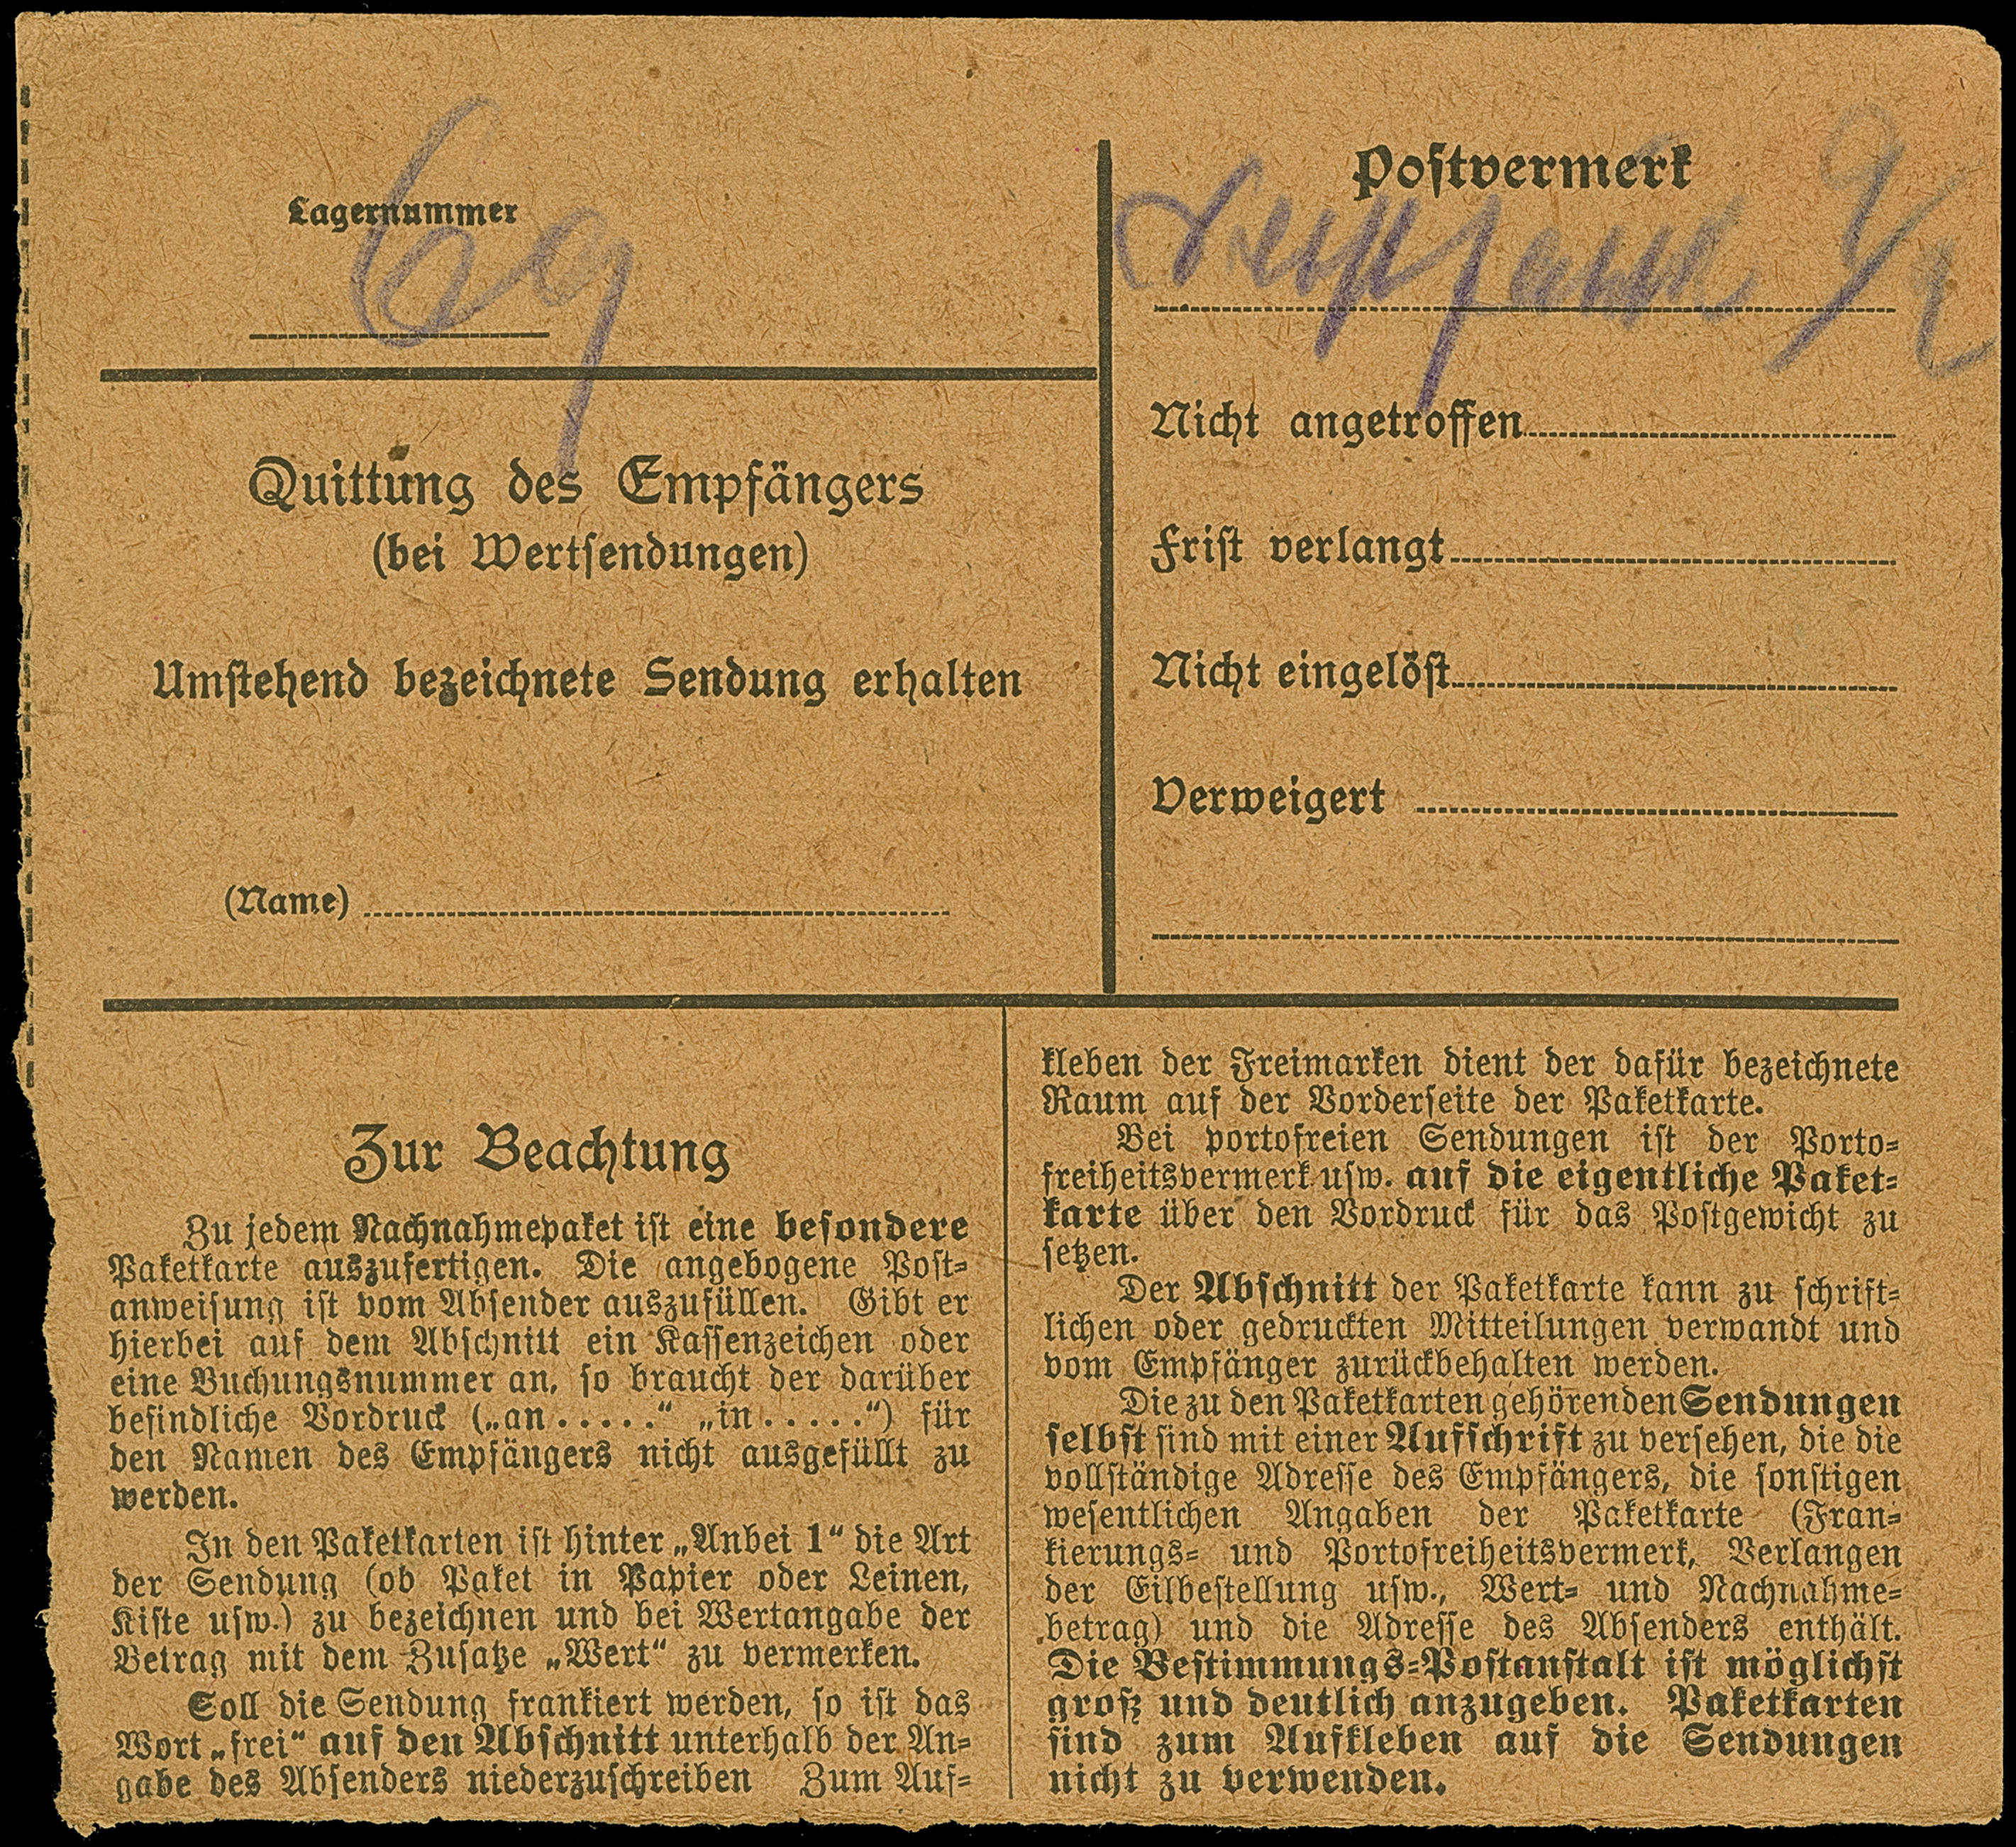 Lagernummer
69
Quittung des Empfängers
(bei Wertsendungen)
Umstehend bezeichnete Sendung erhalten
(Name)
Postvermerk
Nicht angetroffen
Frist verlangt
Nicht eingelöst
Verweigert
Zur Beachtung
Zu jedem Nachnahmepaket ist eine besondere
Paketkarte auszufertigen. Die angebogene Post-
anweisung ist vom Absender auszufüllen. Gibt er
hierbei auf dem Abschnitt ein Kassenzeichen oder
eine Buchungsnummer an, so braucht der darüber
befindliche Vordruck („an . . . . .“ „in . . . . .“) für
den Namen des Empfängers nicht ausgefüllt zu
werden.
In den Paketkarten ist hinter „Anbei 1“ die Art
der Sendung (ob Paket in Papier oder Leinen,
Kiste usw.) zu bezeichnen und bei Wertangabe der
Betrag mit dem Zusatze „Wert“ zu vermerken.
Soll die Sendung frankiert werden, so ist das
Wort „frei“ auf den Abschnitt unterhalb der An-
gabe des Absenders niederzuschreiben Zum Auf-
kleben der Freimarken dient der dafür bezeichnete
Raum auf der Vorderseite der Paketkarte.
Bei portofreien Sendungen ist der Porto-
freiheitsvermerk usw. auf die eigentliche Paket-
karte über den Vordruck für das Postgewicht zu
setzen.
Der Abschnitt der Paketkarte kann zu schrift-
lichen oder gedruckten Mitteilungen verwandt und
vom Empfänger zurückbehalten werden.
Die zu den Paketkarten gehörenden Sendungen
selbst sind mit einer Aufschrift zu versehen, die die
vollständige Adresse des Empfängers, die sonstigen
wesentlichen Angaben der Paketkarte (Fran-
kierungs- und Portofreiheitsvermerk, Verlangen
der Eilbestellung usw., Wert- und Nachnahme-
betrag) und die Adresse des Absenders enthält.
Die Bestimmungs-Postanstalt ist möglichst
groß und deutlich anzugeben. Paketkarten
sind zum Aufkleben auf die Sendungen
nicht zu verwenden.